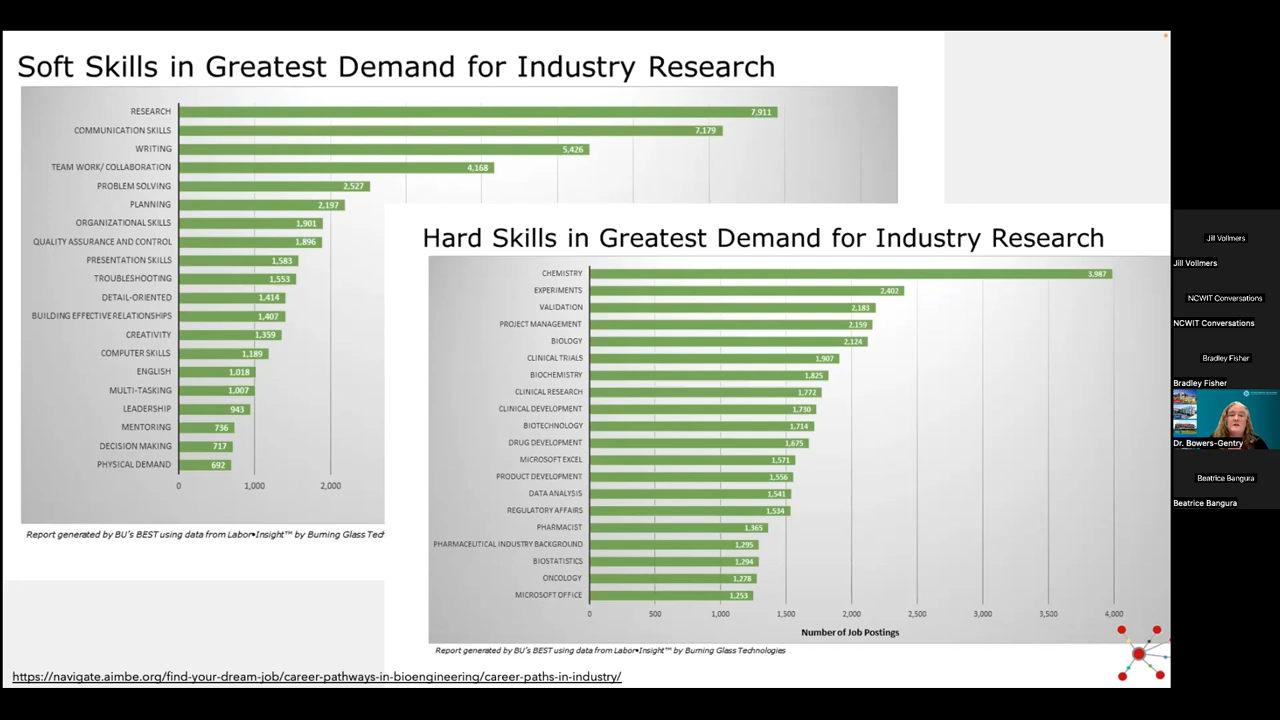 Soft Skills in Greatest Demand for Industry Research
RESEARCH 7,911
COMMUNICATION SKILLS 7,179
WRITING 5,426
TEAM WORK/ COLLABORATION 4,168
PROBLEM SOLVING 2,527
PLANNING 2,197
ORGANIZATIONAL SKILLS 1,901
QUALITY ASSURANCE AND CONTROL 1,896
PRESENTATION SKILLS 1,583
TROUBLESHOOTING 1,553
DETAIL-ORIENTED 1,414
BUILDING EFFECTIVE RELATIONSHIPS 1,407
CREATIVITY 1,359
COMPUTER SKILLS 1,189
ENGLISH 1,018
MULTI-TASKING 1,007
LEADERSHIP 943
MENTORING 736
DECISION MAKING 717
PHYSICAL DEMAND 692
0 1,000 2,000
Report generated by BU's BEST using data from Labor•Insight™ by Burning Glass Tech
Hard Skills in Greatest Demand for Industry Research
CHEMISTRY 3,987
EXPERIMENTS 2,402
VALIDATION 2,183
PROJECT MANAGEMENT 2,159
BIOLOGY 2,124
CLINICAL TRIALS 1,907
BIOCHEMISTRY 1,825
CLINICAL RESEARCH 1,772
CLINICAL DEVELOPMENT 1,730
BIOTECHNOLOGY 1,714
DRUG DEVELOPMENT 1,675
MICROSOFT EXCEL 1,571
PRODUCT DEVELOPMENT 1,556
DATA ANALYSIS 1,541
REGULATORY AFFAIRS 1,534
PHARMACIST 1,365
PHARMACEUTICAL INDUSTRY BACKGROUND 1,295
BIOSTATISTICS 1,294
ONCOLOGY 1,278
MICROSOFT OFFICE 1,253
0 500 1,000 1,500 2,000 2,500 3,000 3,500 4,000
Number of Job Postings
Report generated by BU's BEST using data from Labor•Insight™ by Burning Glass Technologies
https://navigate.aimbe.org/find-your-dream-job/career-pathways-in-bioengineering/career-paths-in-industry/
Jill Vollmers
Jill Vollmers
NCWIT Conversations
NCWIT Conversations
Bradley Fisher
Bradley Fisher
Dr. Bowers-Gentry
Beatrice Bangura
Beatrice Bangura